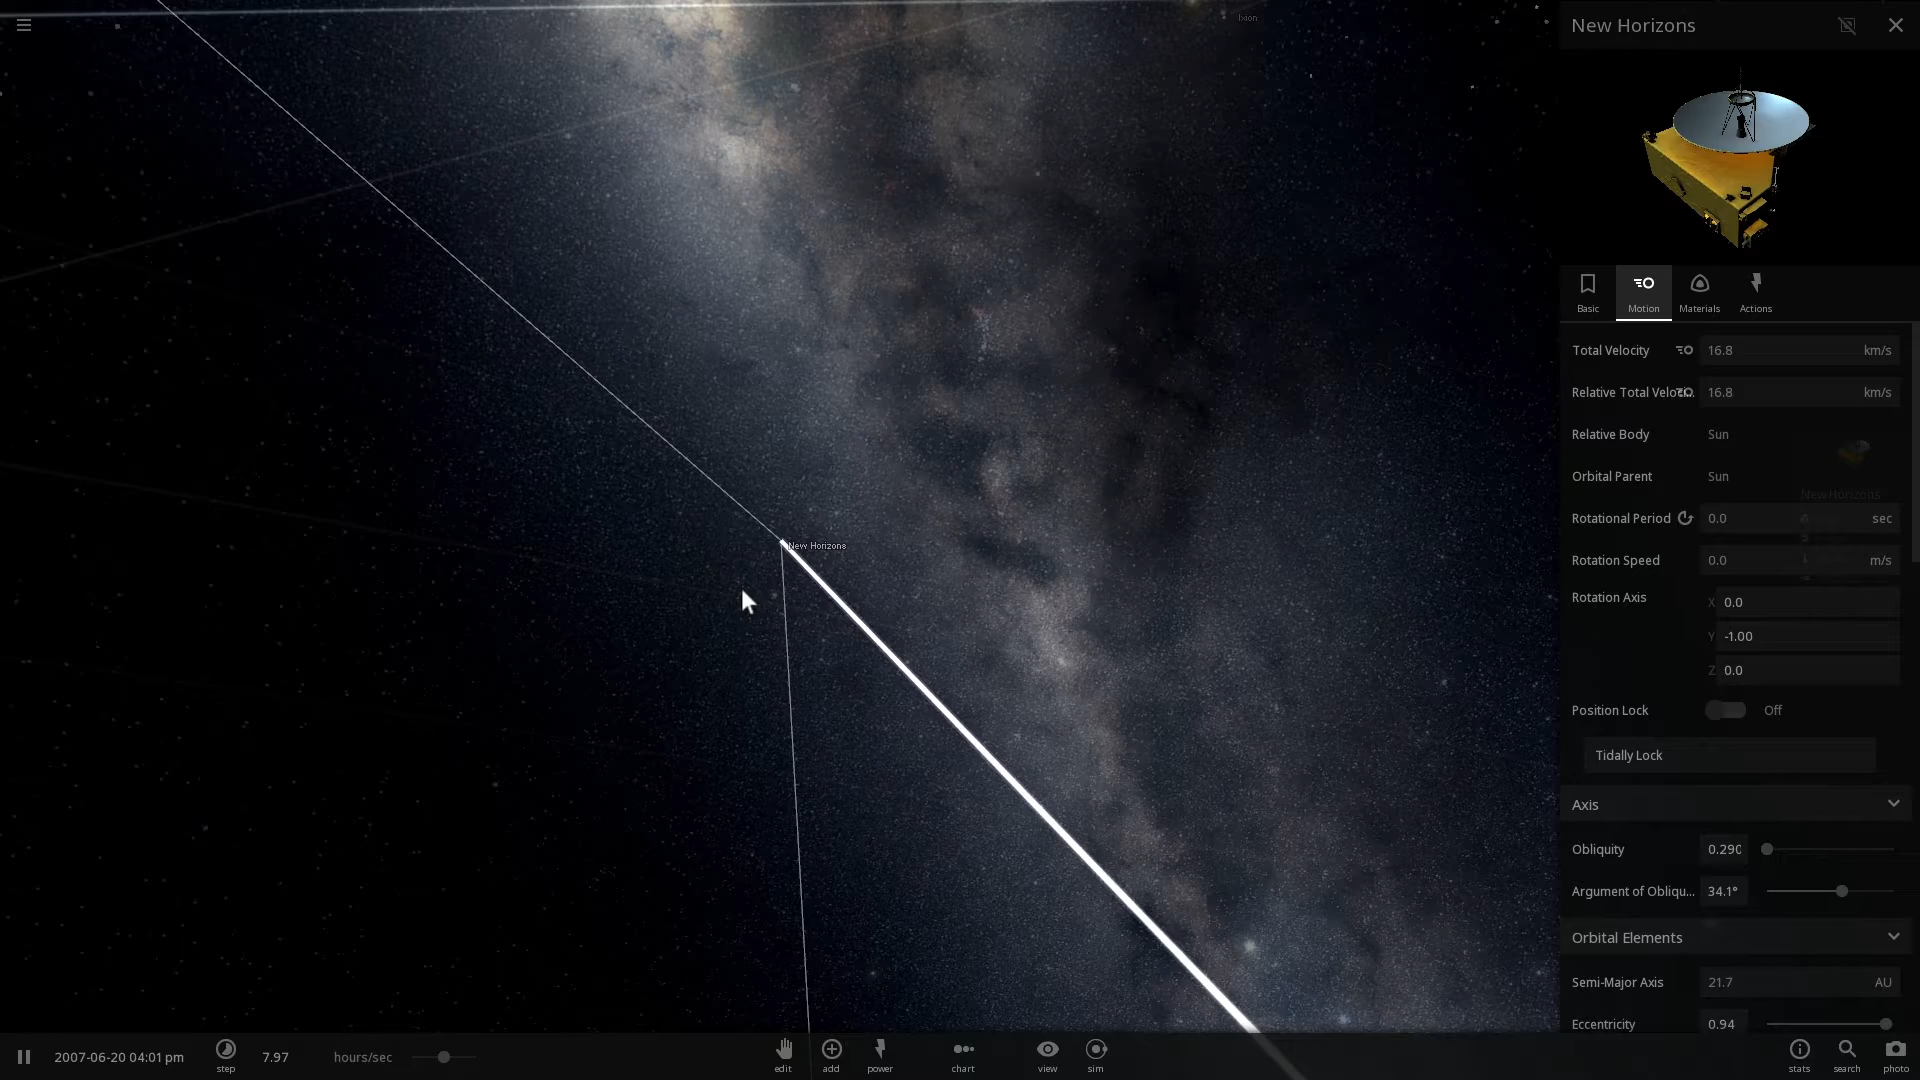 Ixion
New Horizons
Basic
Motion
Materials
Actions
Total Velocity 16.8 km/s
Relative Total Veloci... 16.8 km/s
Relative Body Sun
Orbital Parent Sun
New Horizons
Rotational Period 0.0 sec
New Horizons
Rotation Speed 0.0 m/s
Rotation Axis X 0.0
Y -1.00
Z 0.0
Position Lock Off
Tidally Lock
Axis
Obliquity 0.290
Argument of Obliqu... 34.1°
Orbital Elements
Semi-Major Axis 21.7 AU
Eccentricity 0.94
2007-06-20 04:01 pm
step
7.97
hours/sec
edit
add
power
chart
view
sim
stats
search
photo